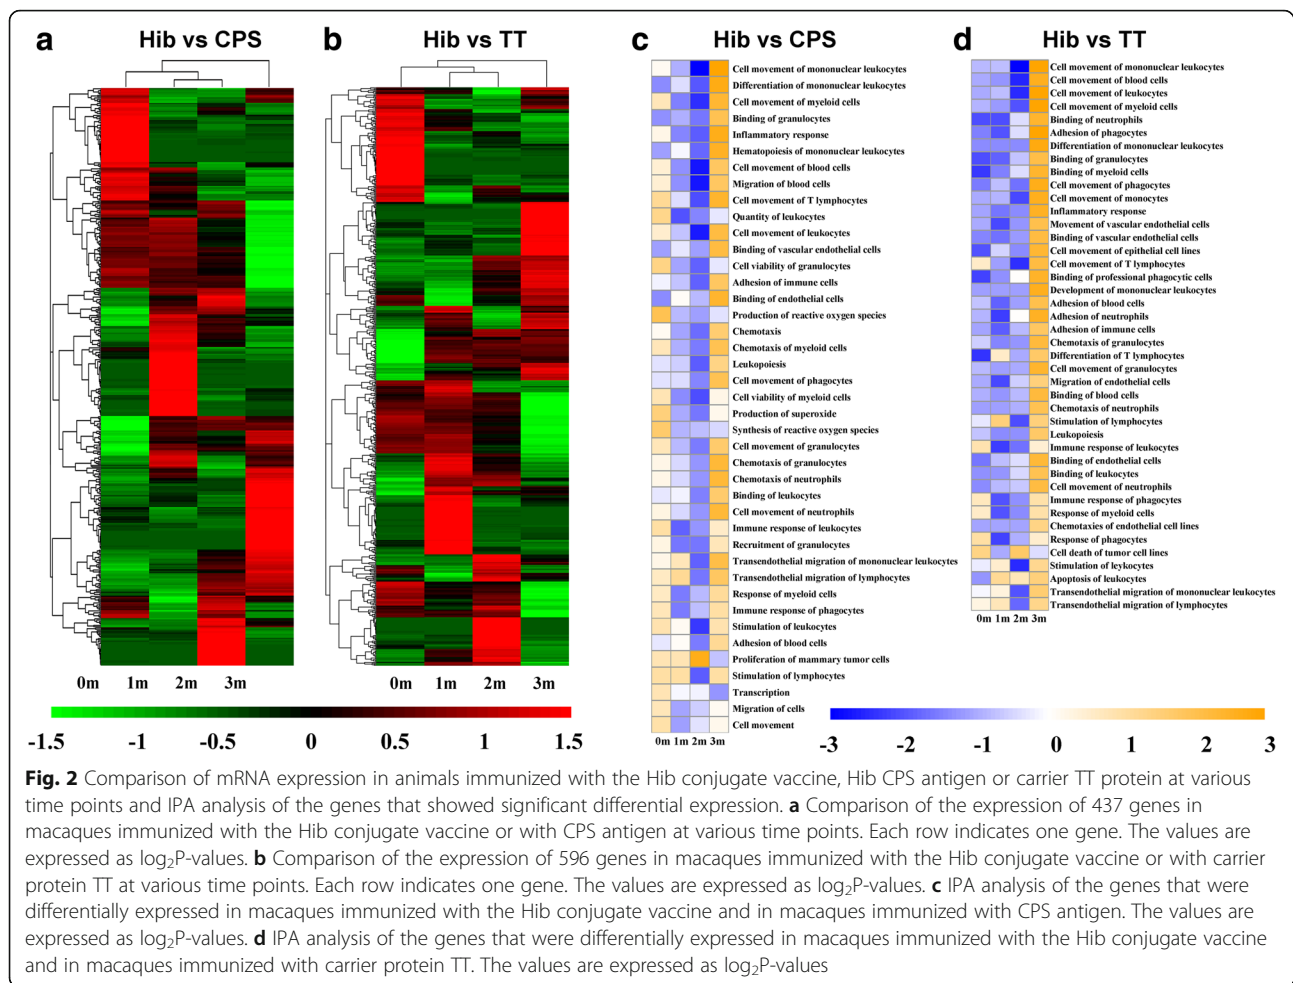 a Hib vs CPS
b Hib vs TT
c Hib vs CPS
d Hib vs TT
0m 1m 2m 3m
0m 1m 2m 3m
-1.5 -1 -0.5 0 0.5 1 1.5
Cell movement of mononuclear leukocytes
Differentiation of mononuclear leukocytes
Cell movement of myeloid cells
Binding of granulocytes
Inflammatory response
Hematopoiesis of mononuclear leukocytes
Cell movement of blood cells
Migration of blood cells
Cell movement of T lymphocytes
Quantity of leukocytes
Cell movement of leukocytes
Binding of vascular endothelial cells
Cell viability of granulocytes
Adhesion of immune cells
Binding of endothelial cells
Production of reactive oxygen species
Chemotaxis
Chemotaxis of myeloid cells
Leukopoiesis
Cell movement of phagocytes
Cell viability of myeloid cells
Production of superoxide
Synthesis of reactive oxygen species
Cell movement of granulocytes
Chemotaxis of granulocytes
Chemotaxis of neutrophils
Binding of leukocytes
Cell movement of neutrophils
Immune response of leukocytes
Recruitment of granulocytes
Transendothelial migration of mononuclear leukocytes
Transendothelial migration of lymphocytes
Response of myeloid cells
Immune response of phagocytes
Stimulation of leukocytes
Adhesion of blood cells
Proliferation of mammary tumor cells
Stimulation of lymphocytes
Transcription
Migration of cells
Cell movement
0m 1m 2m 3m
Cell movement of mononuclear leukocytes
Cell movement of blood cells
Cell movement of leukocytes
Cell movement of myeloid cells
Binding of neutrophils
Adhesion of phagocytes
Differentiation of mononuclear leukocytes
Binding of granulocytes
Binding of myeloid cells
Cell movement of phagocytes
Cell movement of monocytes
Inflammatory response
Movement of vascular endothelial cells
Binding of vascular endothelial cells
Cell movement of epithelial cell lines
Cell movement of T lymphocytes
Binding of professional phagocytic cells
Development of mononuclear leukocytes
Adhesion of blood cells
Adhesion of neutrophils
Adhesion of immune cells
Chemotaxis of granulocytes
Differentiation of T lymphocytes
Cell movement of granulocytes
Migration of endothelial cells
Binding of blood cells
Chemotaxis of neutrophils
Stimulation of lymphocytes
Leukopoiesis
Immune response of leukocytes
Binding of endothelial cells
Binding of leukocytes
Cell movement of neutrophils
Immune response of phagocytes
Response of myeloid cells
Chemotaxies of endothelial cell lines
Response of phagocytes
Cell death of tumor cell lines
Stimulation of leykocytes
Apoptosis of leukocytes
Transendothelial migration of mononuclear leukocytes
Transendothelial migration of lymphocytes
0m 1m 2m 3m
-3 -2 -1 0 1 2 3
Fig. 2 Comparison of mRNA expression in animals immunized with the Hib conjugate vaccine, Hib CPS antigen or carrier TT protein at various
time points and IPA analysis of the genes that showed significant differential expression. a Comparison of the expression of 437 genes in
macaques immunized with the Hib conjugate vaccine or with CPS antigen at various time points. Each row indicates one gene. The values are
expressed as log₂P-values. b Comparison of the expression of 596 genes in macaques immunized with the Hib conjugate vaccine or with carrier
protein TT at various time points. Each row indicates one gene. The values are expressed as log₂P-values. c IPA analysis of the genes that were
differentially expressed in macaques immunized with the Hib conjugate vaccine and in macaques immunized with CPS antigen. The values are
expressed as log₂P-values. d IPA analysis of the genes that were differentially expressed in macaques immunized with the Hib conjugate vaccine
and in macaques immunized with carrier protein TT. The values are expressed as log₂P-values